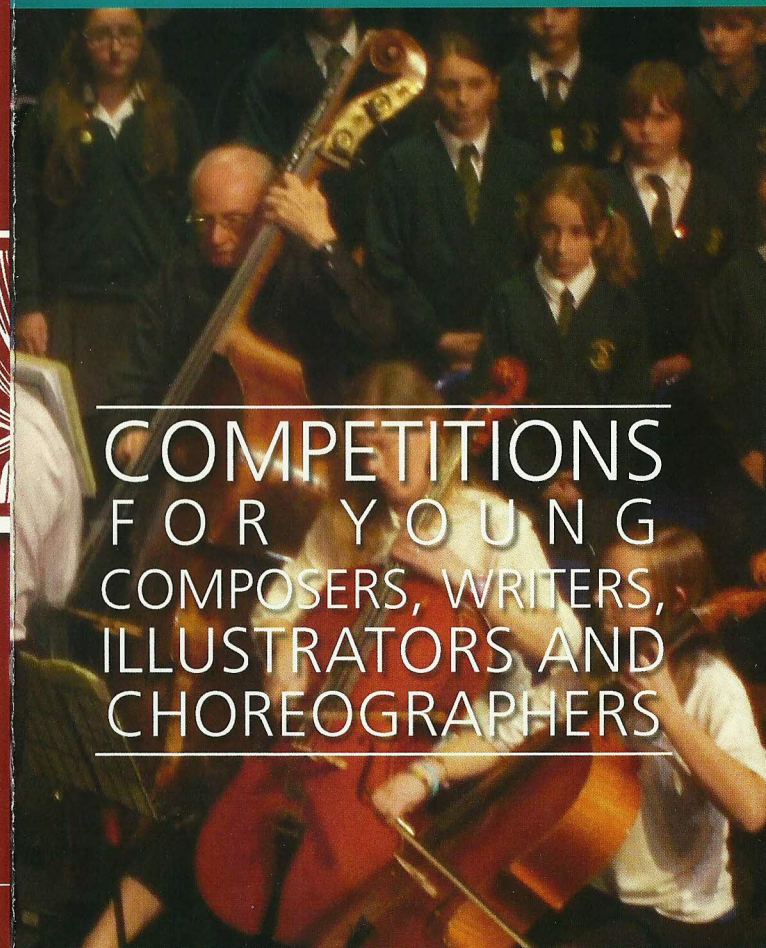 COMPETITIONS
FOR YOUNG
COMPOSERS, WRITERS,
ILLUSTRATORS AND
CHOREOGRAPHERS